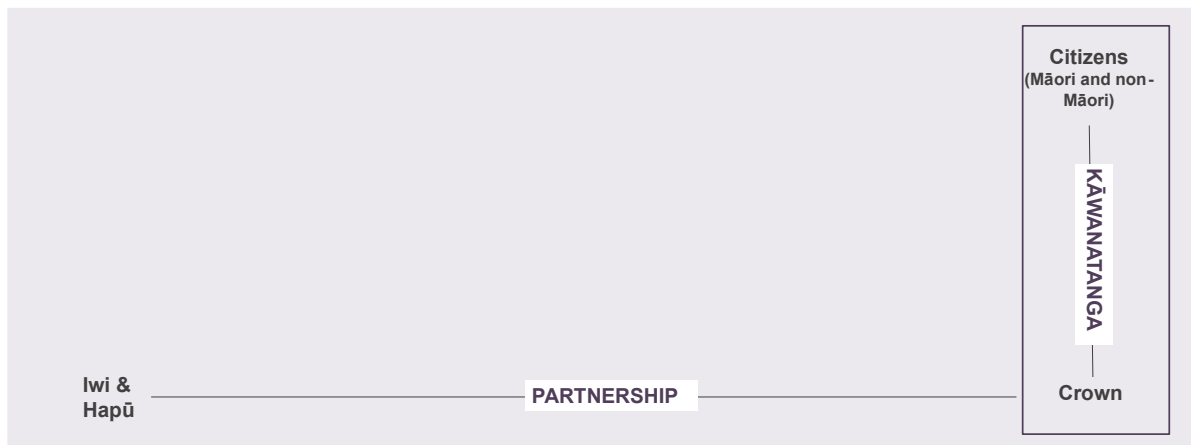 Citizens
(Māori and non-
Māori)
KĀWANATANGA
Iwi &
Hapū
PARTNERSHIP
Crown